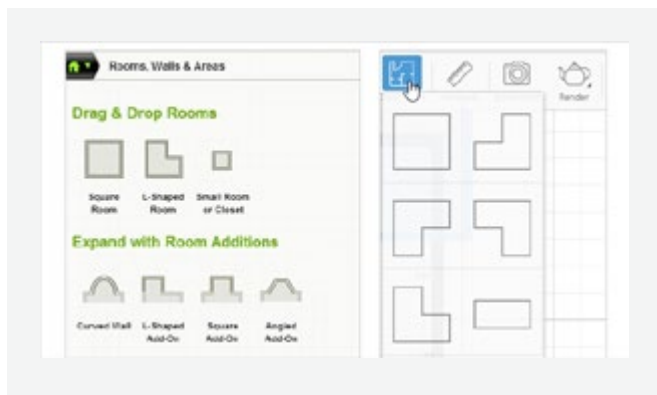 Rooms, Walls & Areas
Drag & Drop Rooms
Square Room
L-Shaped Room
Small Room or Closet
Expand with Room Additions
Curved Wall
L-Shaped Add-On
Square Add-On
Angled Add-On
Render